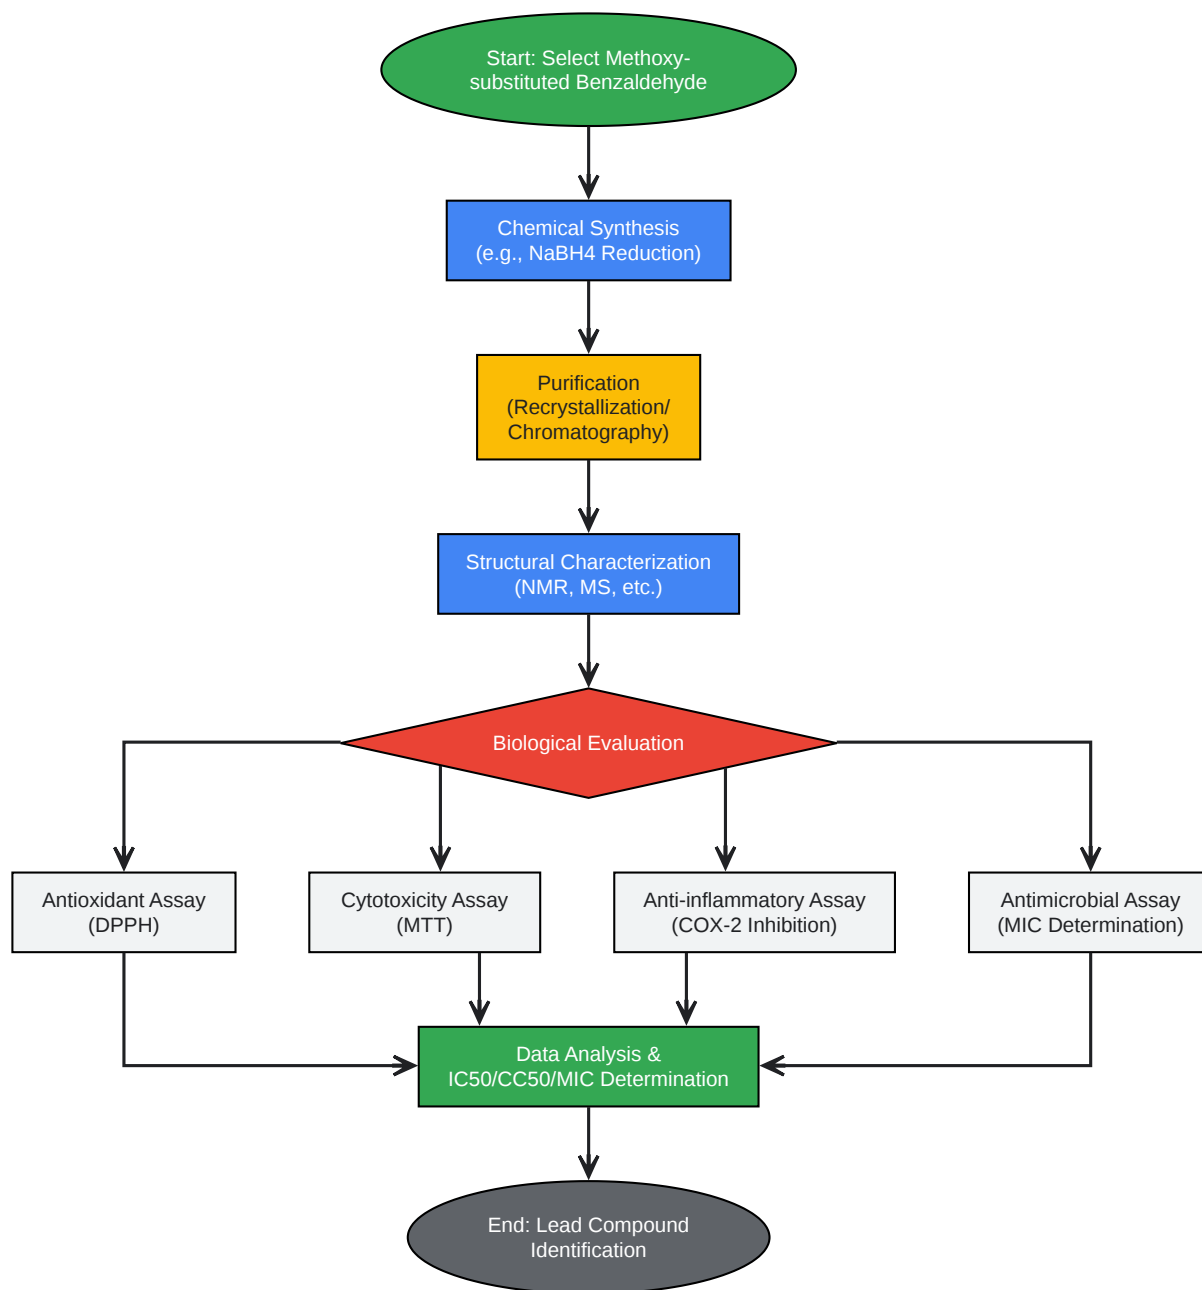 Start: Select Methoxy-
substituted Benzaldehyde
Chemical Synthesis
(e.g., NaBH4 Reduction)
Purification
(Recrystallization/
Chromatography)
Structural Characterization
(NMR, MS, etc.)
Biological Evaluation
Antioxidant Assay
(DPPH)
Cytotoxicity Assay
(MTT)
Anti-inflammatory Assay
(COX-2 Inhibition)
Antimicrobial Assay
(MIC Determination)
Data Analysis &
IC50/CC50/MIC Determination
End: Lead Compound
Identification